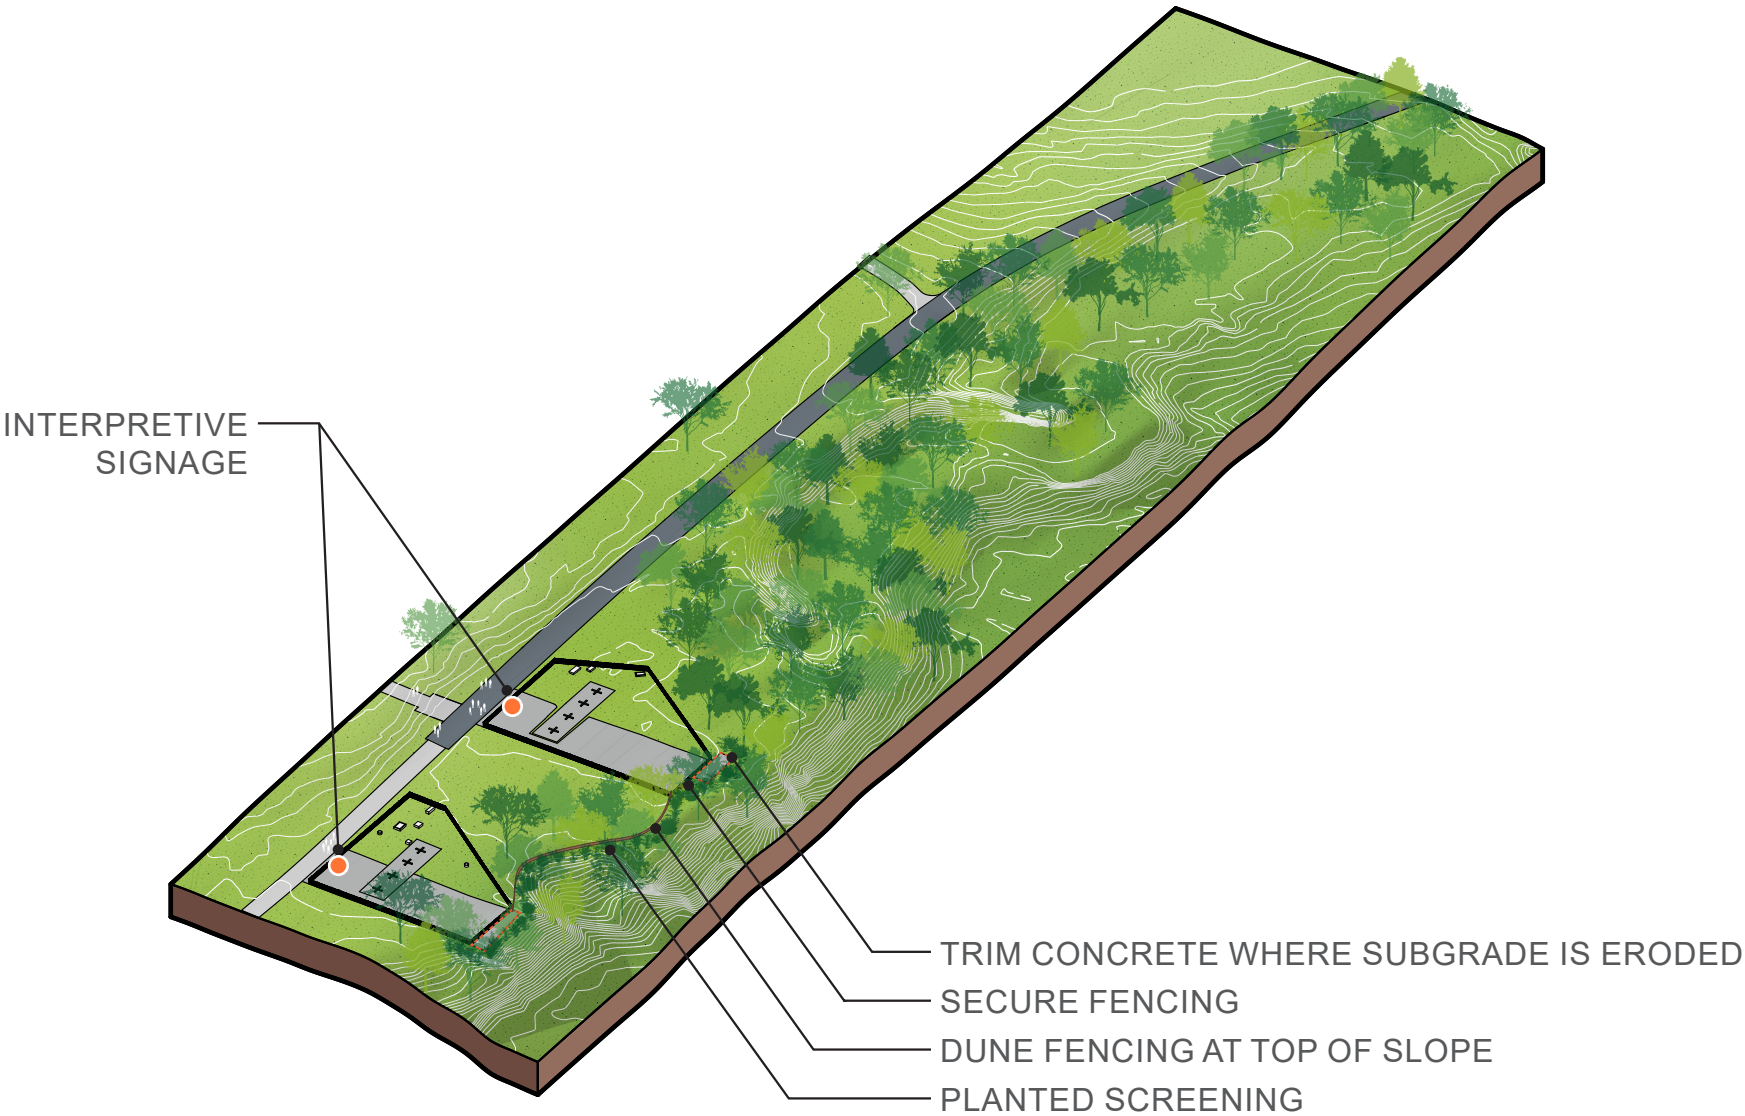 INTERPRETIVE
SIGNAGE
TRIM CONCRETE WHERE SUBGRADE IS ERODED
SECURE FENCING
DUNE FENCING AT TOP OF SLOPE
PLANTED SCREENING